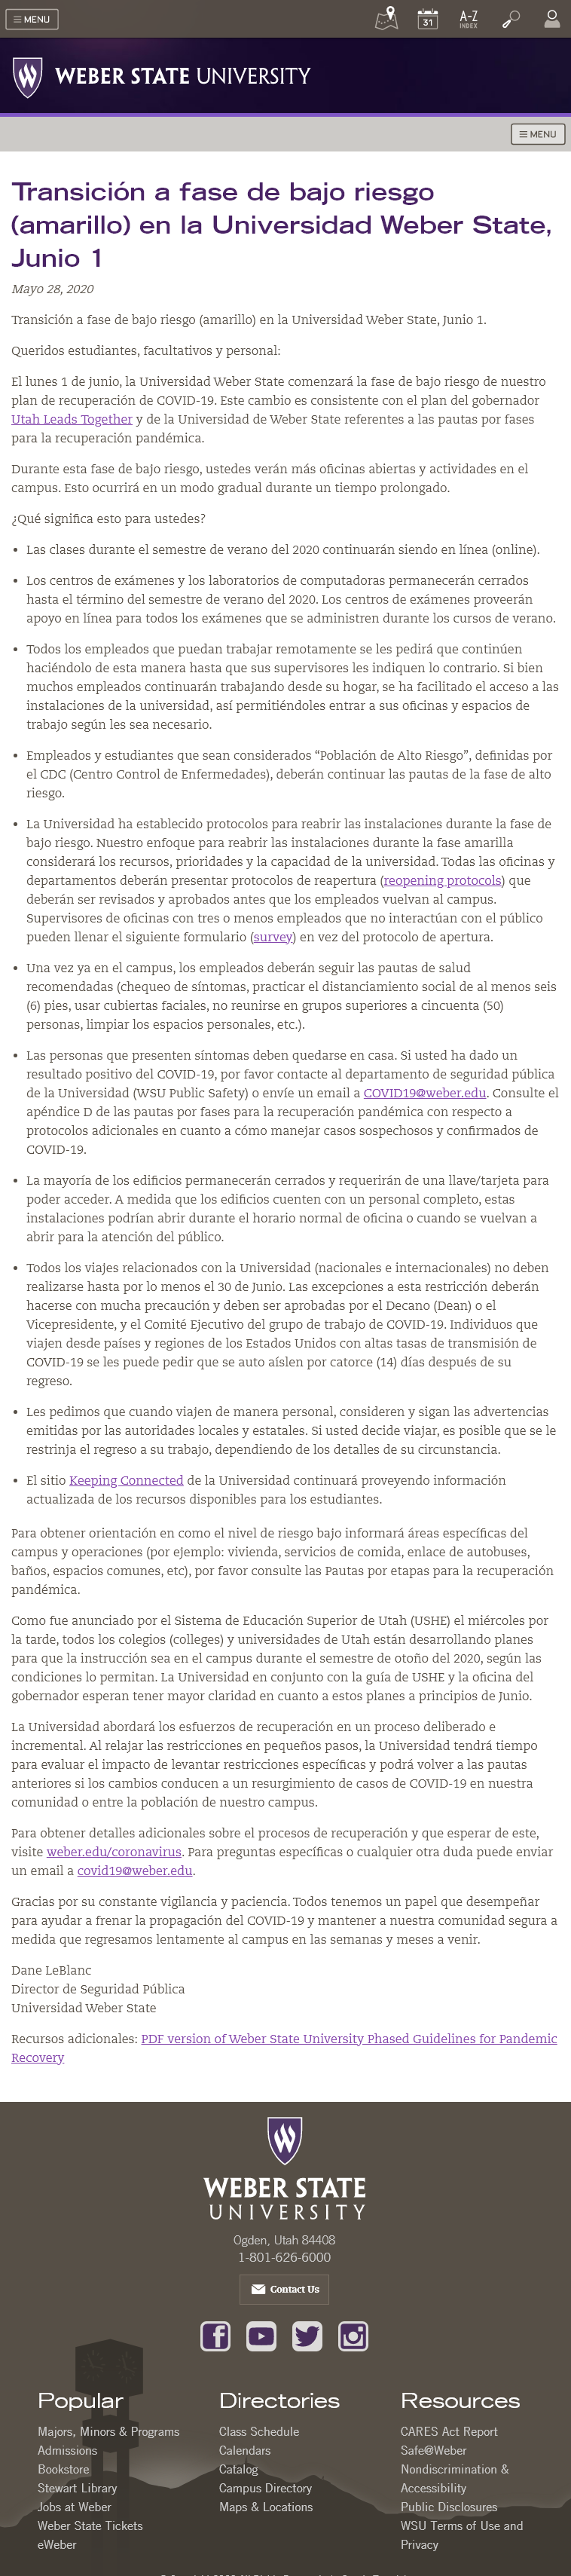 MENU
31
A-Z
INDEX
WEBER STATE UNIVERSITY
MENU
Transición a fase de bajo riesgo
(amarillo) en la Universidad Weber State,
Junio 1
Mayo 28, 2020
Transición a fase de bajo riesgo (amarillo) en la Universidad Weber State, Junio 1.
Queridos estudiantes, facultativos y personal:
El lunes 1 de junio, la Universidad Weber State comenzará la fase de bajo riesgo de nuestro
plan de recuperación de COVID-19. Este cambio es consistente con el plan del gobernador
Utah Leads Together y de la Universidad de Weber State referentes a las pautas por fases
para la recuperación pandémica.
Durante esta fase de bajo riesgo, ustedes verán más oficinas abiertas y actividades en el
campus. Esto ocurrirá en un modo gradual durante un tiempo prolongado.
¿Qué significa esto para ustedes?
• Las clases durante el semestre de verano del 2020 continuarán siendo en línea (online).
• Los centros de exámenes y los laboratorios de computadoras permanecerán cerrados
hasta el término del semestre de verano del 2020. Los centros de exámenes proveerán
apoyo en línea para todos los exámenes que se administren durante los cursos de verano.
• Todos los empleados que puedan trabajar remotamente se les pedirá que continúen
haciéndolo de esta manera hasta que sus supervisores les indiquen lo contrario. Si bien
muchos empleados continuarán trabajando desde su hogar, se ha facilitado el acceso a las
instalaciones de la universidad, así permitiéndoles entrar a sus oficinas y espacios de
trabajo según les sea necesario.
• Empleados y estudiantes que sean considerados “Población de Alto Riesgo”, definidas por
el CDC (Centro Control de Enfermedades), deberán continuar las pautas de la fase de alto
riesgo.
• La Universidad ha establecido protocolos para reabrir las instalaciones durante la fase de
bajo riesgo. Nuestro enfoque para reabrir las instalaciones durante la fase amarilla
considerará los recursos, prioridades y la capacidad de la universidad. Todas las oficinas y
departamentos deberán presentar protocolos de reapertura (reopening protocols) que
deberán ser revisados y aprobados antes que los empleados vuelvan al campus.
Supervisores de oficinas con tres o menos empleados que no interactúan con el público
pueden llenar el siguiente formulario (survey) en vez del protocolo de apertura.
• Una vez ya en el campus, los empleados deberán seguir las pautas de salud
recomendadas (chequeo de síntomas, practicar el distanciamiento social de al menos seis
(6) pies, usar cubiertas faciales, no reunirse en grupos superiores a cincuenta (50)
personas, limpiar los espacios personales, etc.).
• Las personas que presenten síntomas deben quedarse en casa. Si usted ha dado un
resultado positivo del COVID-19, por favor contacte al departamento de seguridad pública
de la Universidad (WSU Public Safety) o envíe un email a COVID19@weber.edu. Consulte el
apéndice D de las pautas por fases para la recuperación pandémica con respecto a
protocolos adicionales en cuanto a cómo manejar casos sospechosos y confirmados de
COVID-19.
• La mayoría de los edificios permanecerán cerrados y requerirán de una llave/tarjeta para
poder acceder. A medida que los edificios cuenten con un personal completo, estas
instalaciones podrían abrir durante el horario normal de oficina o cuando se vuelvan a
abrir para la atención del público.
• Todos los viajes relacionados con la Universidad (nacionales e internacionales) no deben
realizarse hasta por lo menos el 30 de Junio. Las excepciones a esta restricción deberán
hacerse con mucha precaución y deben ser aprobadas por el Decano (Dean) o el
Vicepresidente, y el Comité Ejecutivo del grupo de trabajo de COVID-19. Individuos que
viajen desde países y regiones de los Estados Unidos con altas tasas de transmisión de
COVID-19 se les puede pedir que se auto aíslen por catorce (14) días después de su
regreso.
• Les pedimos que cuando viajen de manera personal, consideren y sigan las advertencias
emitidas por las autoridades locales y estatales. Si usted decide viajar, es posible que se le
restrinja el regreso a su trabajo, dependiendo de los detalles de su circunstancia.
• El sitio Keeping Connected de la Universidad continuará proveyendo información
actualizada de los recursos disponibles para los estudiantes.
Para obtener orientación en como el nivel de riesgo bajo informará áreas específicas del
campus y operaciones (por ejemplo: vivienda, servicios de comida, enlace de autobuses,
baños, espacios comunes, etc), por favor consulte las Pautas por etapas para la recuperación
pandémica.
Como fue anunciado por el Sistema de Educación Superior de Utah (USHE) el miércoles por
la tarde, todos los colegios (colleges) y universidades de Utah están desarrollando planes
para que la instrucción sea en el campus durante el semestre de otoño del 2020, según las
condiciones lo permitan. La Universidad en conjunto con la guía de USHE y la oficina del
gobernador esperan tener mayor claridad en cuanto a estos planes a principios de Junio.
La Universidad abordará los esfuerzos de recuperación en un proceso deliberado e
incremental. Al relajar las restricciones en pequeños pasos, la Universidad tendrá tiempo
para evaluar el impacto de levantar restricciones específicas y podrá volver a las pautas
anteriores si los cambios conducen a un resurgimiento de casos de COVID-19 en nuestra
comunidad o entre la población de nuestro campus.
Para obtener detalles adicionales sobre el procesos de recuperación y que esperar de este,
visite weber.edu/coronavirus. Para preguntas específicas o cualquier otra duda puede enviar
un email a covid19@weber.edu.
Gracias por su constante vigilancia y paciencia. Todos tenemos un papel que desempeñar
para ayudar a frenar la propagación del COVID-19 y mantener a nuestra comunidad segura a
medida que regresamos lentamente al campus en las semanas y meses a venir.
Dane LeBlanc
Director de Seguridad Pública
Universidad Weber State
Recursos adicionales: PDF version of Weber State University Phased Guidelines for Pandemic
Recovery
WEBER STATE
UNIVERSITY
Ogden, Utah 84408
1-801-626-6000
Contact Us
Popular
Majors, Minors & Programs
Admissions
Bookstore
Stewart Library
Jobs at Weber
Weber State Tickets
eWeber
Directories
Class Schedule
Calendars
Catalog
Campus Directory
Maps & Locations
Resources
CARES Act Report
Safe@Weber
Nondiscrimination &
Accessibility
Public Disclosures
WSU Terms of Use and
Privacy